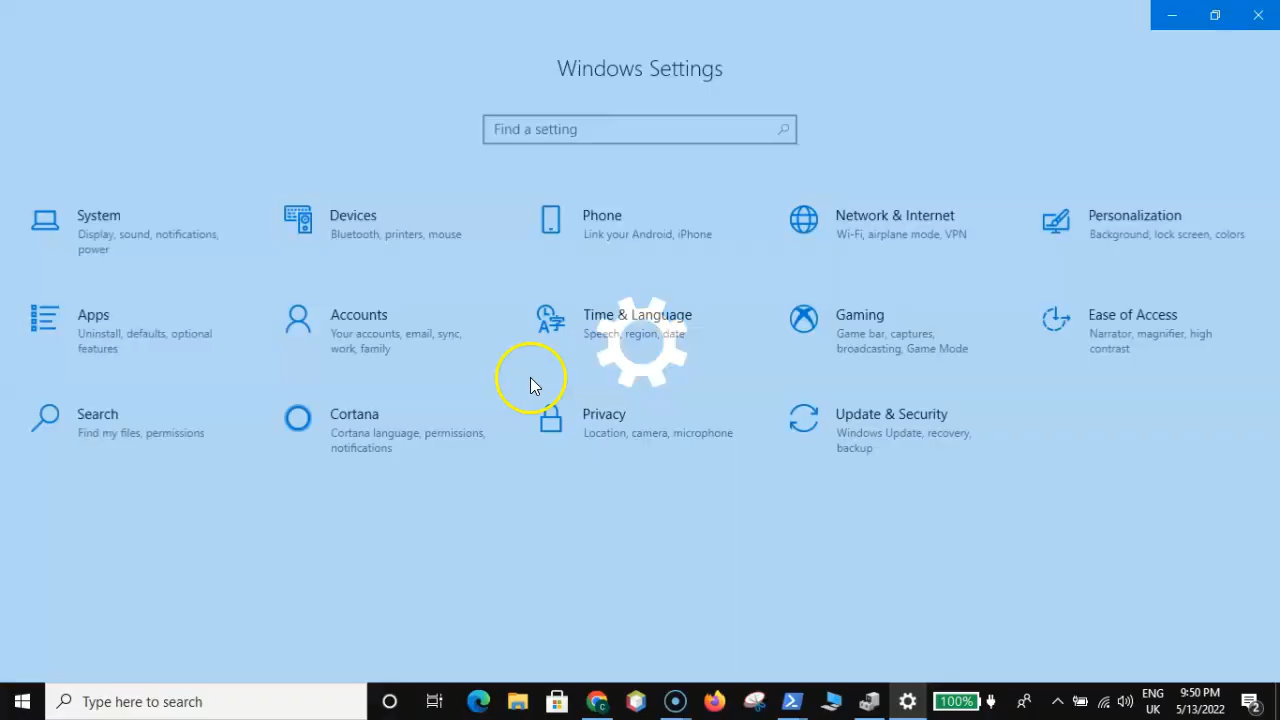 Windows Settings
Find a setting
System
Display, sound, notifications,
power
Devices
Bluetooth, printers, mouse
Phone
Link your Android, iPhone
Network & Internet
Wi-Fi, airplane mode, VPN
Personalization
Background, lock screen, colors
Apps
Uninstall, defaults, optional
features
Accounts
Your accounts, email, sync,
work, family
Time & Language
Speech, region, date
Gaming
Game bar, captures,
broadcasting, Game Mode
Ease of Access
Narrator, magnifier, high
contrast
Search
Find my files, permissions
Cortana
Cortana language, permissions,
notifications
Privacy
Location, camera, microphone
Update & Security
Windows Update, recovery,
backup
Type here to search
100%
ENG
UK
9:50 PM
5/13/2022
2